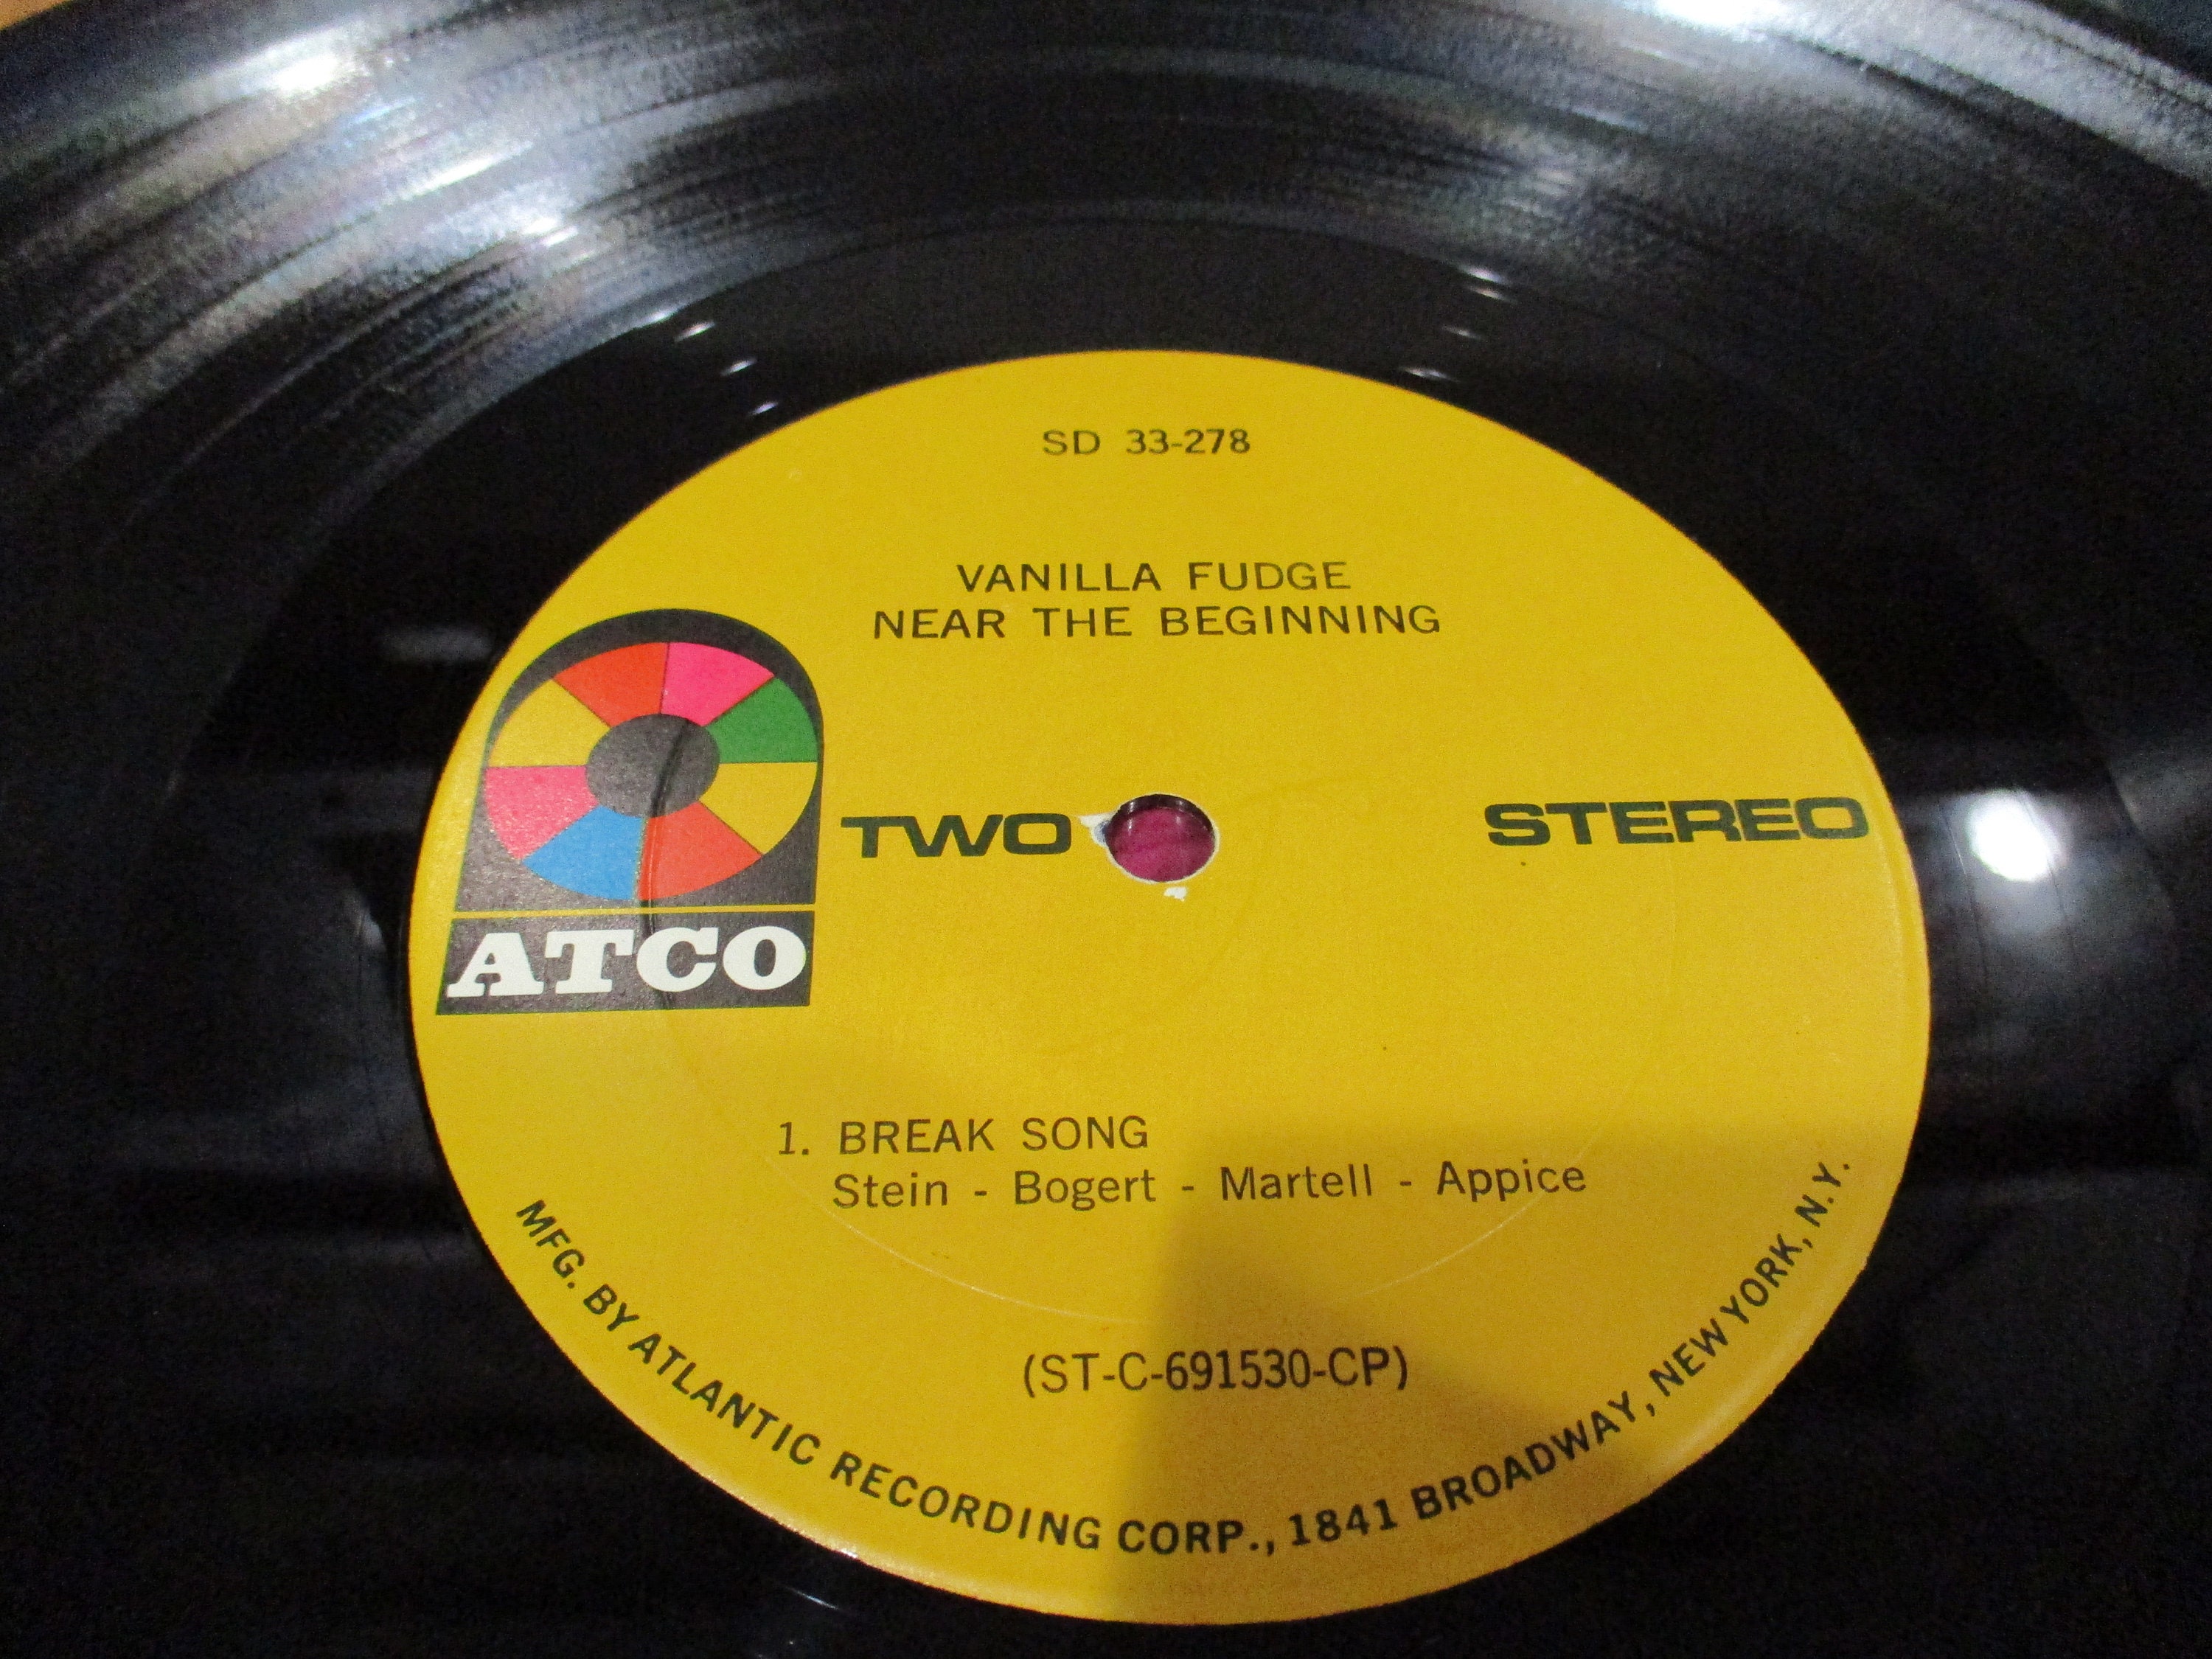 SD 33-278
VANILLA FUDGE
NEAR THE BEGINNING
ATCO
TWO
STEREO
1. BREAK SONG
Stein - Bogert - Martell - Appice
(ST-C-691530-CP)
MFG. BY ATLANTIC RECORDING CORP., 1841 BROADWAY, NEW YORK, N.Y.